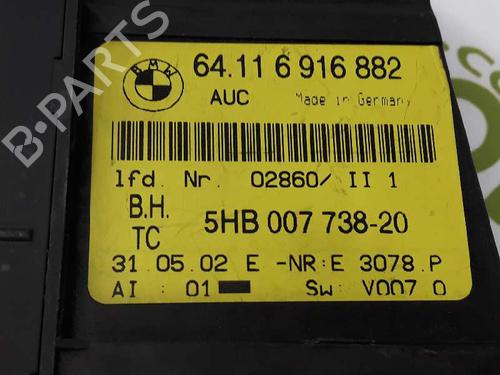 B-PARTS
BMW
64.11 6 916 882
AUC Made in Germany
lfd. Nr. 02860/ II 1
B.H. 5HB 007 738-20
TC
31.05.02 E -NR:E 3078.P
AI : 01 SW: V007.0